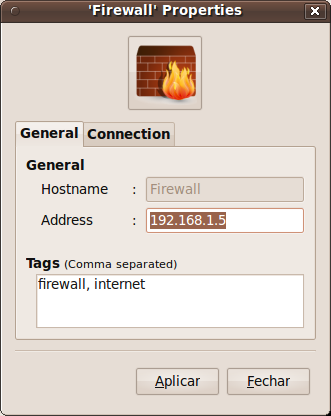 'Firewall' Properties
General Connection
General
Hostname : Firewall
Address : 192.168.1.5
Tags (Comma separated)
firewall, internet
Aplicar Fechar